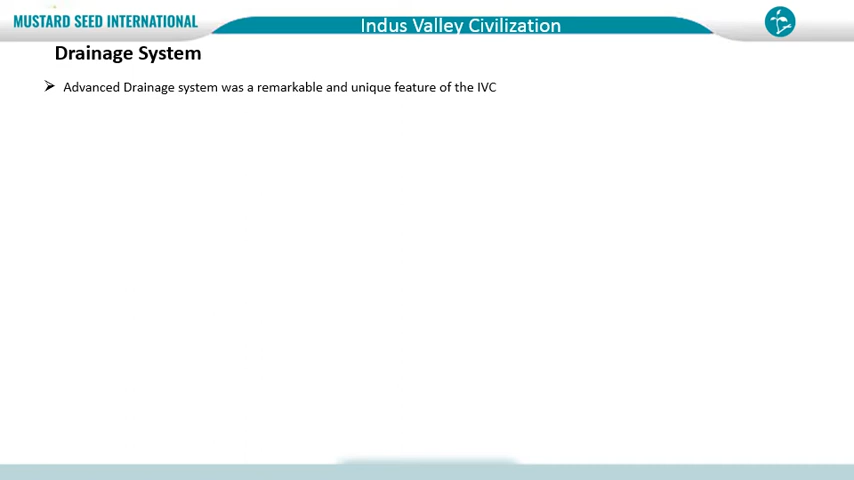 MUSTARD SEED INTERNATIONAL
Indus Valley Civilization
Drainage System
➢ Advanced Drainage system was a remarkable and unique feature of the IVC